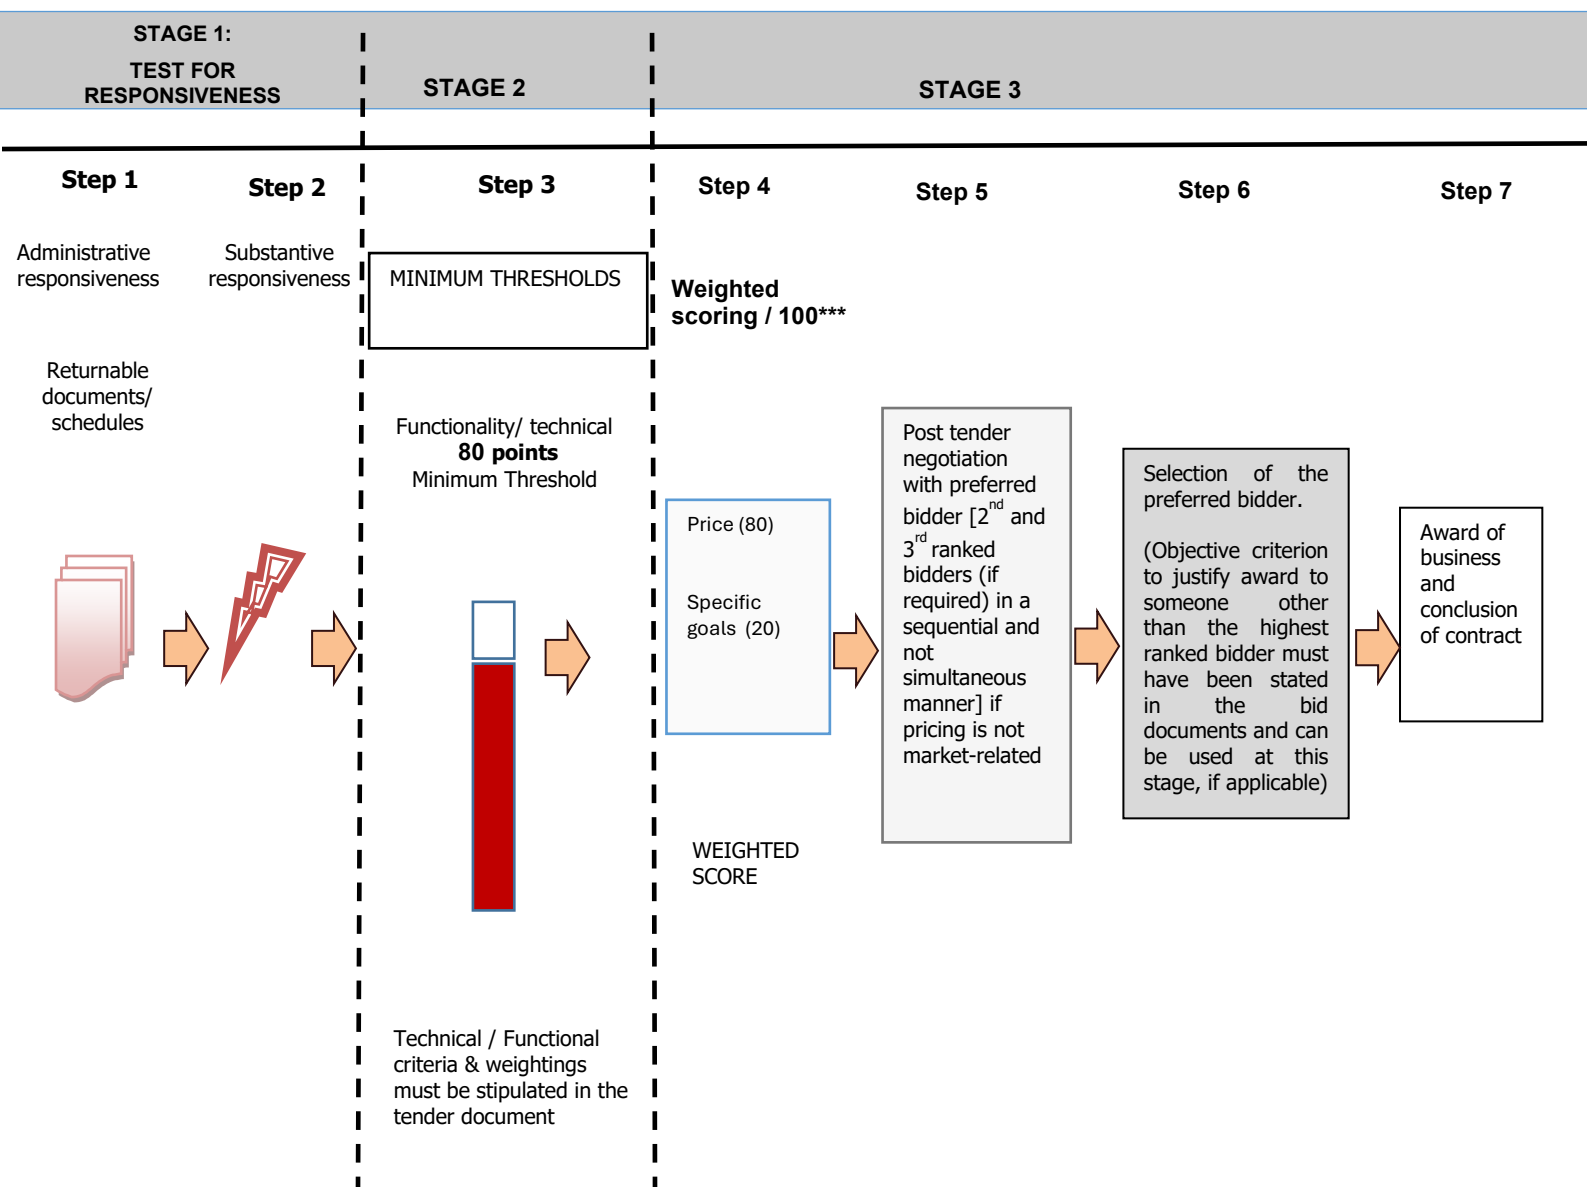 STAGE 1:
TEST FOR
RESPONSIVENESS
STAGE 2
STAGE 3
Step 1
Step 2
Step 3
Step 4
Step 5
Step 6
Step 7
Administrative
responsiveness
Substantive
responsiveness
MINIMUM THRESHOLDS
Weighted
scoring / 100***
Returnable
documents/
schedules
Functionality/ technical
80 points
Minimum Threshold
Price (80)
Specific
goals (20)
Post tender
negotiation
with preferred
bidder [2nd and
3rd ranked
bidders (if
required) in a
sequential and
not
simultaneous
manner] if
pricing is not
market-related
Selection of the
preferred bidder.
(Objective criterion
to justify award to
someone other
than the highest
ranked bidder must
have been stated
in the bid
documents and can
be used at this
stage, if applicable)
Award of
business
and
conclusion
of contract
WEIGHTED
SCORE
Technical / Functional
criteria & weightings
must be stipulated in the
tender document